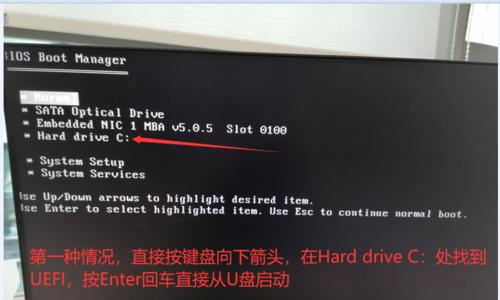 BIOS Boot Manager
* Normal
* SATA Optical Drive
* Embedded NIC 1 MBA v5.0.5 Slot 0100
* Hard drive C:
* System Setup
* System Services
Use Up/Down arrows to highlight desired item.
Use Enter to select highlighted item. Use Esc to continue normal boot.
第一种情况，直接按键盘向下箭头，在Hard drive C：处找到
UEFI，按Enter回车直接从U盘启动